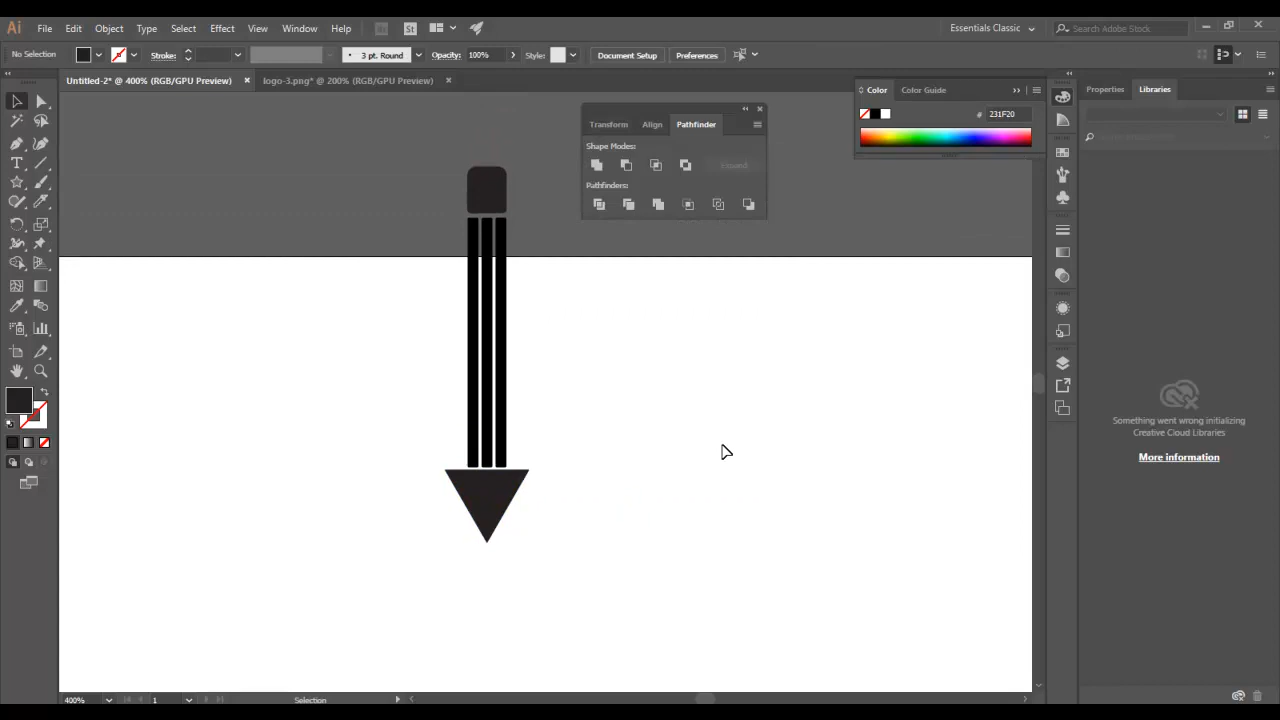 Ai File Edit Object Type Select Effect View Window Help Br St Essentials Classic Search Adobe Stock
No Selection Stroke: 3 pt. Round Opacity: 100% Style: Document Setup Preferences
Untitled-2* @ 400% (RGB/GPU Preview) × logo-3.png* @ 200% (RGB/GPU Preview) ×
Color Color Guide Properties Libraries
# 231F20
Transform Align Pathfinder
Shape Modes:
Expand
Pathfinders:
Something went wrong initializing
Creative Cloud Libraries
More information
400% 1 Selection